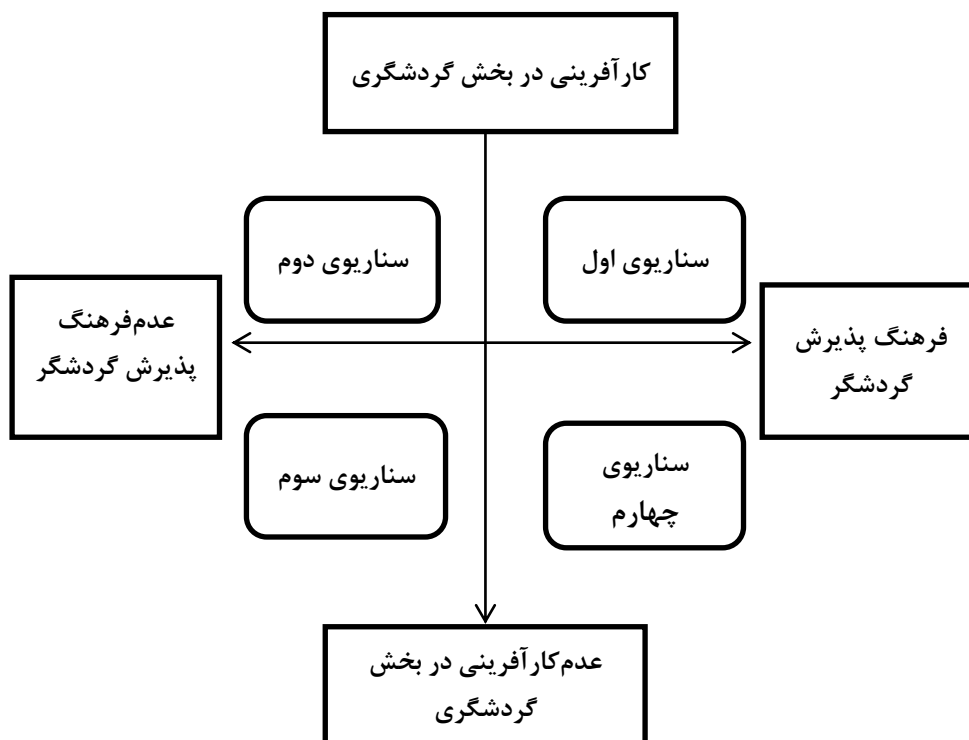 کارآفرینی در بخش گردشگری
سناریوی اول
سناریوی دوم
فرهنگ پذیرش
گردشگر
عدم‌فرهنگ
پذیرش گردشگر
سناریوی سوم
سناریوی
چهارم
عدم‌کارآفرینی در بخش
گردشگری